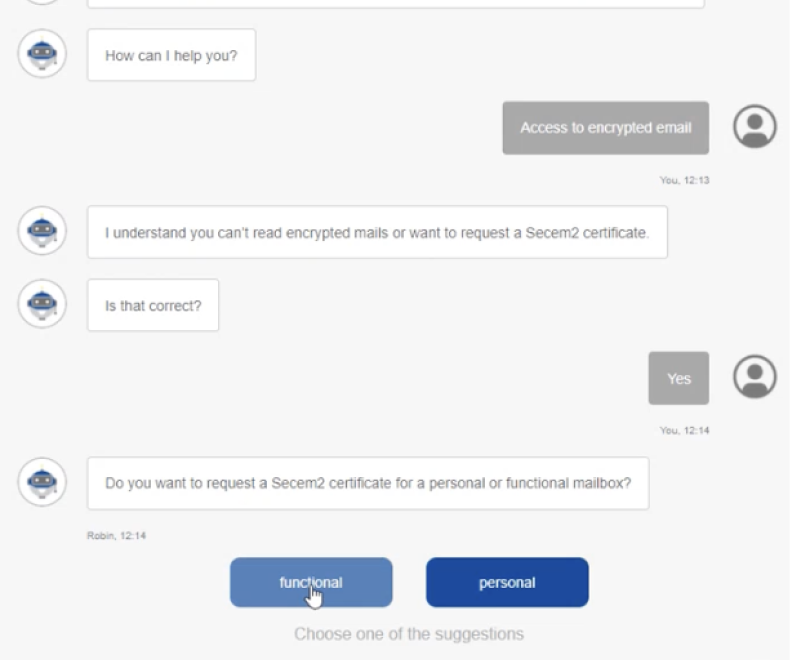 How can I help you?
Access to encrypted email
You, 12:13
I understand you can't read encrypted mails or want to request a Secem2 certificate.
Is that correct?
Yes
You, 12:14
Do you want to request a Secem2 certificate for a personal or functional mailbox?
Robin, 12:14
functional personal
Choose one of the suggestions